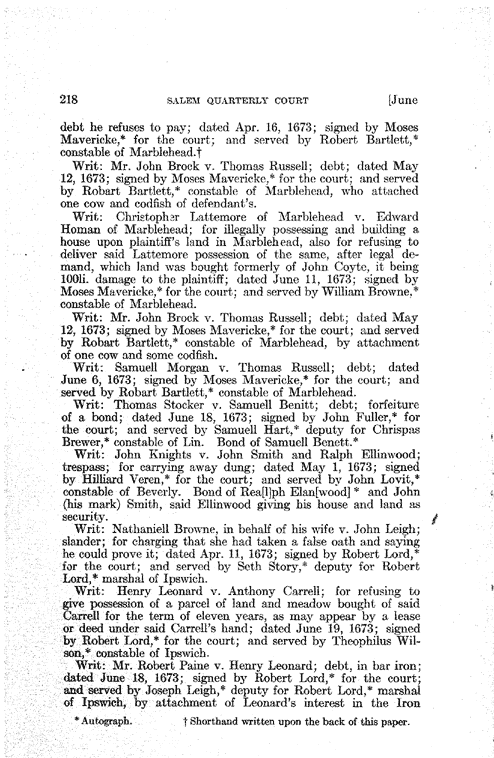 218 SALEM QUARTERLY COURT [June
debt he refuses to pay; dated Apr. 16, 1673; signed by Moses
Mavericke,* for the court; and served by Robert Bartlett,*
constable of Marblehead.†
Writ: Mr. John Brock v. Thomas Russell; debt; dated May
12, 1673; signed by Moses Mavericke,* for the court; and served
by Robart Bartlett,* constable of Marblehead, who attached
one cow and codfish of defendant's.
Writ: Christopher Lattemore of Marblehead v. Edward
Homan of Marblehead; for illegally possessing and building a
house upon plaintiff's land in Marblehead, also for refusing to
deliver said Lattemore possession of the same, after legal de-
mand, which land was bought formerly of John Coyte, it being
100li. damage to the plaintiff; dated June 11, 1673; signed by
Moses Mavericke,* for the court; and served by William Browne,*
constable of Marblehead.
Writ: Mr. John Brock v. Thomas Russell; debt; dated May
12, 1673; signed by Moses Mavericke,* for the court; and served
by Robart Bartlett,* constable of Marblehead, by attachment
of one cow and some codfish.
Writ: Samuell Morgan v. Thomas Russell; debt; dated
June 6, 1673; signed by Moses Mavericke,* for the court; and
served by Robart Bartlett,* constable of Marblehead.
Writ: Thomas Stocker v. Samuell Benitt; debt; forfeiture
of a bond; dated June 18, 1673; signed by John Fuller,* for
the court; and served by Samuell Hart,* deputy for Chrispas
Brewer,* constable of Lin. Bond of Samuell Benett.*
Writ: John Knights v. John Smith and Ralph Ellinwood;
trespass; for carrying away dung; dated May 1, 1673; signed
by Hilliard Veren,* for the court; and served by John Lovit,*
constable of Beverly. Bond of Rea[l]ph Elan[wood]* and John
(his mark) Smith, said Ellinwood giving his house and land as
security.
Writ: Nathaniell Browne, in behalf of his wife v. John Leigh;
slander; for charging that she had taken a false oath and saying
he could prove it; dated Apr. 11, 1673; signed by Robert Lord,*
for the court; and served by Seth Story,* deputy for Robert
Lord,* marshal of Ipswich.
Writ: Henry Leonard v. Anthony Carrell; for refusing to
give possession of a parcel of land and meadow bought of said
Carrell for the term of eleven years, as may appear by a lease
or deed under said Carrell's hand; dated June 19, 1673; signed
by Robert Lord,* for the court; and served by Theophilus Wil-
son,* constable of Ipswich.
Writ: Mr. Robert Paine v. Henry Leonard; debt, in bar iron;
dated June 18, 1673; signed by Robert Lord,* for the court;
and served by Joseph Leigh,* deputy for Robert Lord,* marshal
of Ipswich, by attachment of Leonard's interest in the Iron
* Autograph. † Shorthand written upon the back of this paper.